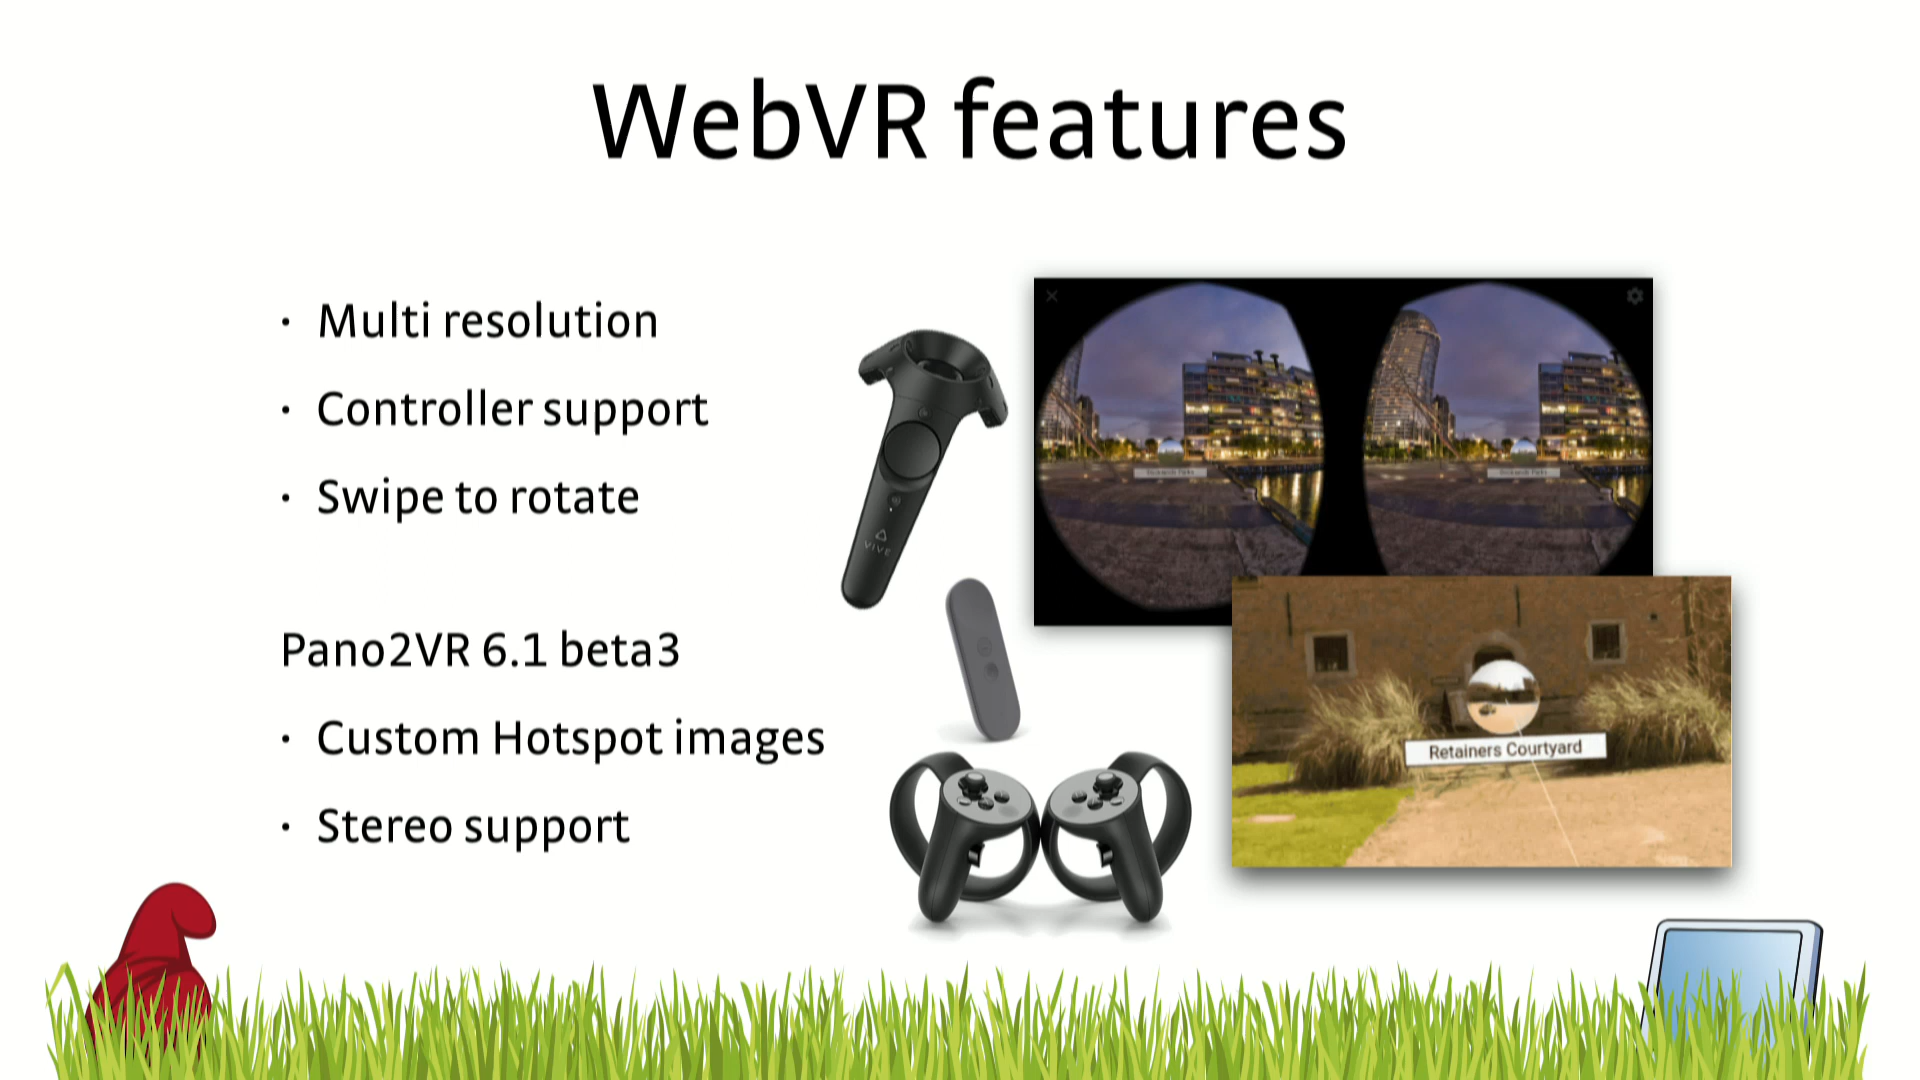 WebVR features
· Multi resolution
· Controller support
· Swipe to rotate
Pano2VR 6.1 beta3
· Custom Hotspot images
· Stereo support
VIVE
Retainers Courtyard